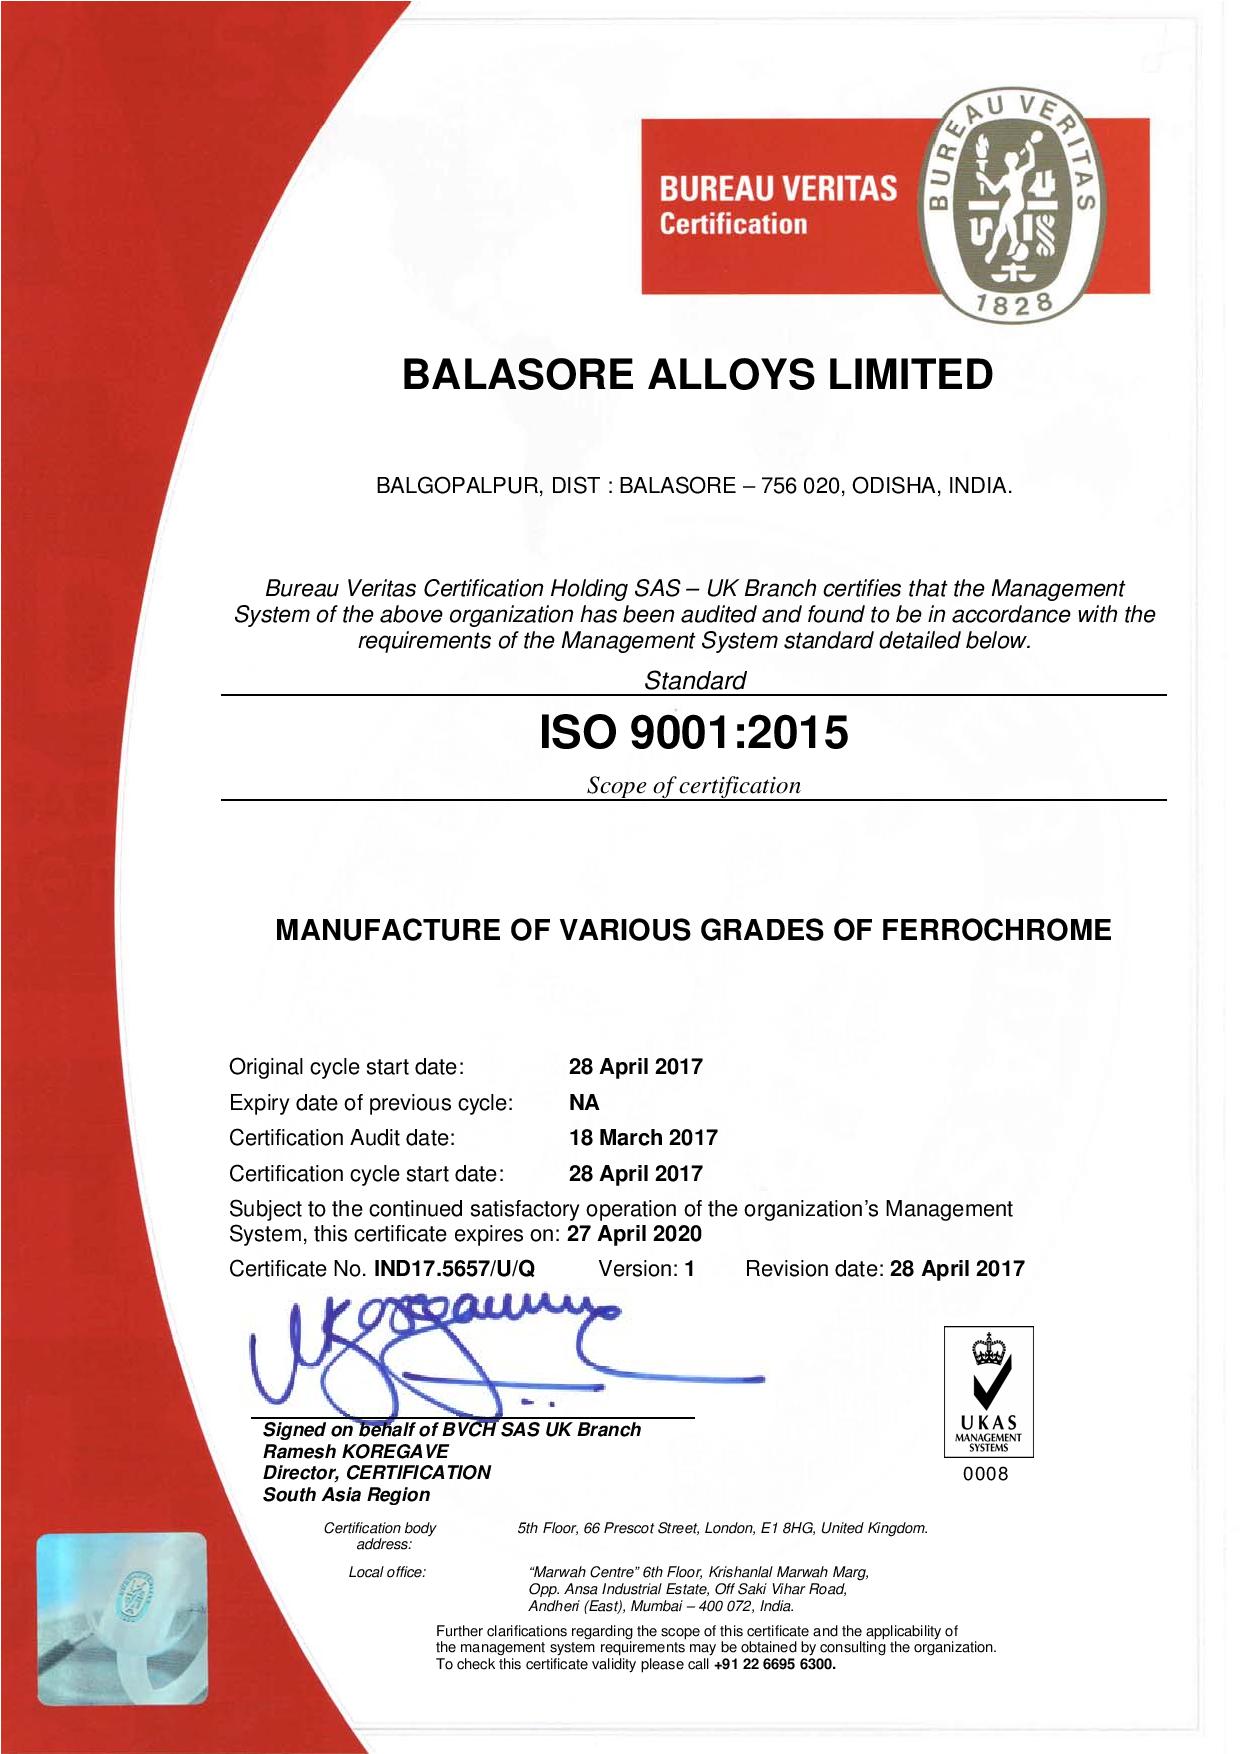 BUREAU VERITAS
Certification
BUREAU VERITAS
1828
BALASORE ALLOYS LIMITED
BALGOPALPUR, DIST : BALASORE – 756 020, ODISHA, INDIA.
Bureau Veritas Certification Holding SAS – UK Branch certifies that the Management
System of the above organization has been audited and found to be in accordance with the
requirements of the Management System standard detailed below.
Standard
ISO 9001:2015
Scope of certification
MANUFACTURE OF VARIOUS GRADES OF FERROCHROME
Original cycle start date: 28 April 2017
Expiry date of previous cycle: NA
Certification Audit date: 18 March 2017
Certification cycle start date: 28 April 2017
Subject to the continued satisfactory operation of the organization’s Management
System, this certificate expires on: 27 April 2020
Certificate No. IND17.5657/U/Q Version: 1 Revision date: 28 April 2017
Signed on behalf of BVCH SAS UK Branch
Ramesh KOREGAVE
Director, CERTIFICATION
South Asia Region
UKAS
MANAGEMENT
SYSTEMS
0008
Certification body 5th Floor, 66 Prescot Street, London, E1 8HG, United Kingdom.
address:
Local office: “Marwah Centre” 6th Floor, Krishanlal Marwah Marg,
Opp. Ansa Industrial Estate, Off Saki Vihar Road,
Andheri (East), Mumbai – 400 072, India.
Further clarifications regarding the scope of this certificate and the applicability of
the management system requirements may be obtained by consulting the organization.
To check this certificate validity please call +91 22 6695 6300.